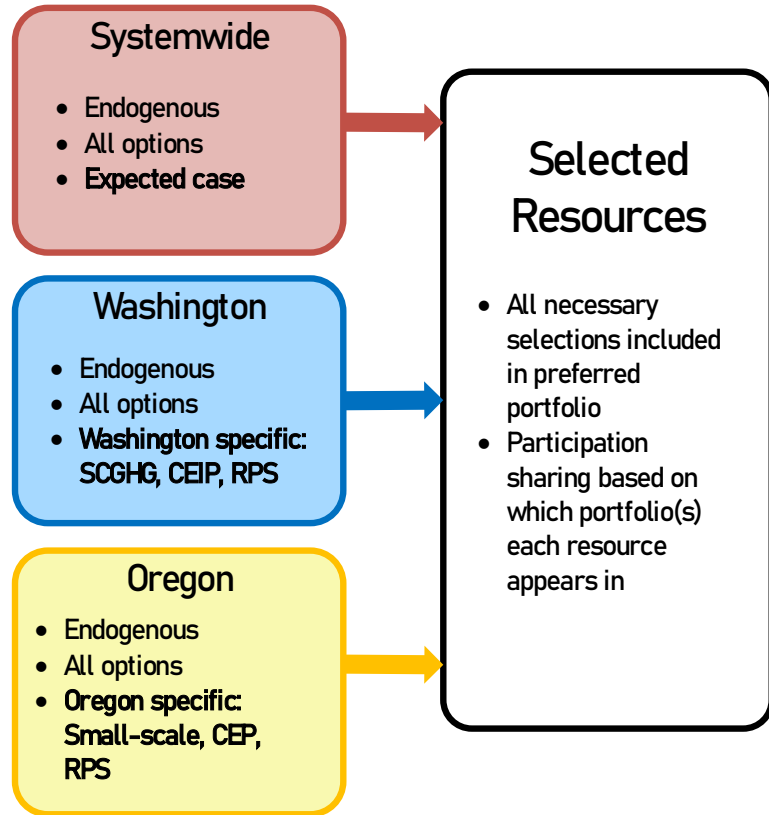 Systemwide
• Endogenous
• All options
• Expected case
Washington
• Endogenous
• All options
• Washington specific:
SCGHG, CEIP, RPS
Oregon
• Endogenous
• All options
• Oregon specific:
Small-scale, CEP,
RPS
Selected
Resources
• All necessary
selections included
in preferred
portfolio
• Participation
sharing based on
which portfolio(s)
each resource
appears in